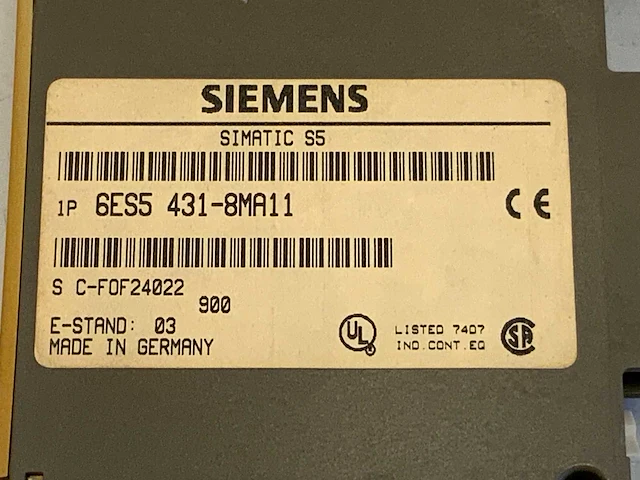 SIEMENS
SIMATIC S5
1P 6ES5 431-8MA11
CE
S C-FOF24022
900
E-STAND: 03
MADE IN GERMANY
UL
LISTED 7407
IND.CONT.EQ
SA